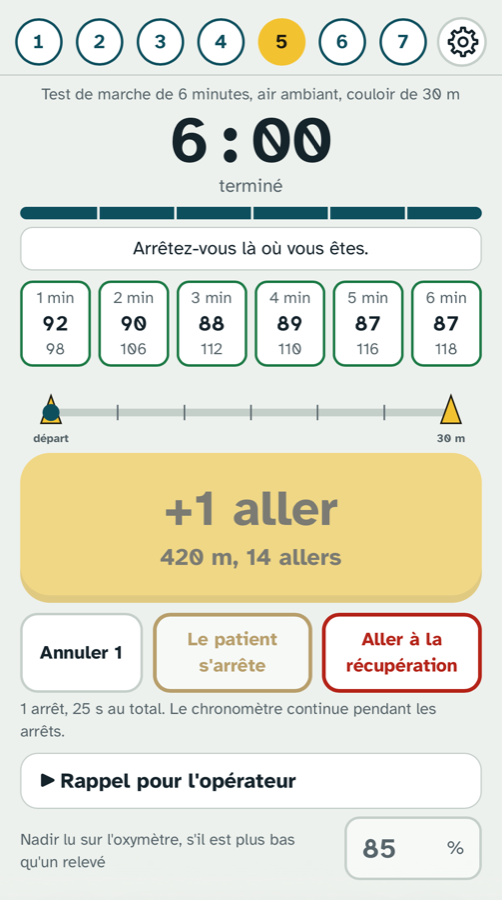 1 2 3 4 5 6 7
Test de marche de 6 minutes, air ambiant, couloir de 30 m
6:00
terminé
Arrêtez-vous là où vous êtes.
1 min 2 min 3 min 4 min 5 min 6 min
92 90 88 89 87 87
98 106 112 110 116 118
départ 30 m
+1 aller
420 m, 14 allers
Annuler 1
Le patient
s'arrête
Aller à la
récupération
1 arrêt, 25 s au total. Le chronomètre continue pendant les
arrêts.
Rappel pour l'opérateur
Nadir lu sur l'oxymètre, s'il est plus bas
qu'un relevé
85 %